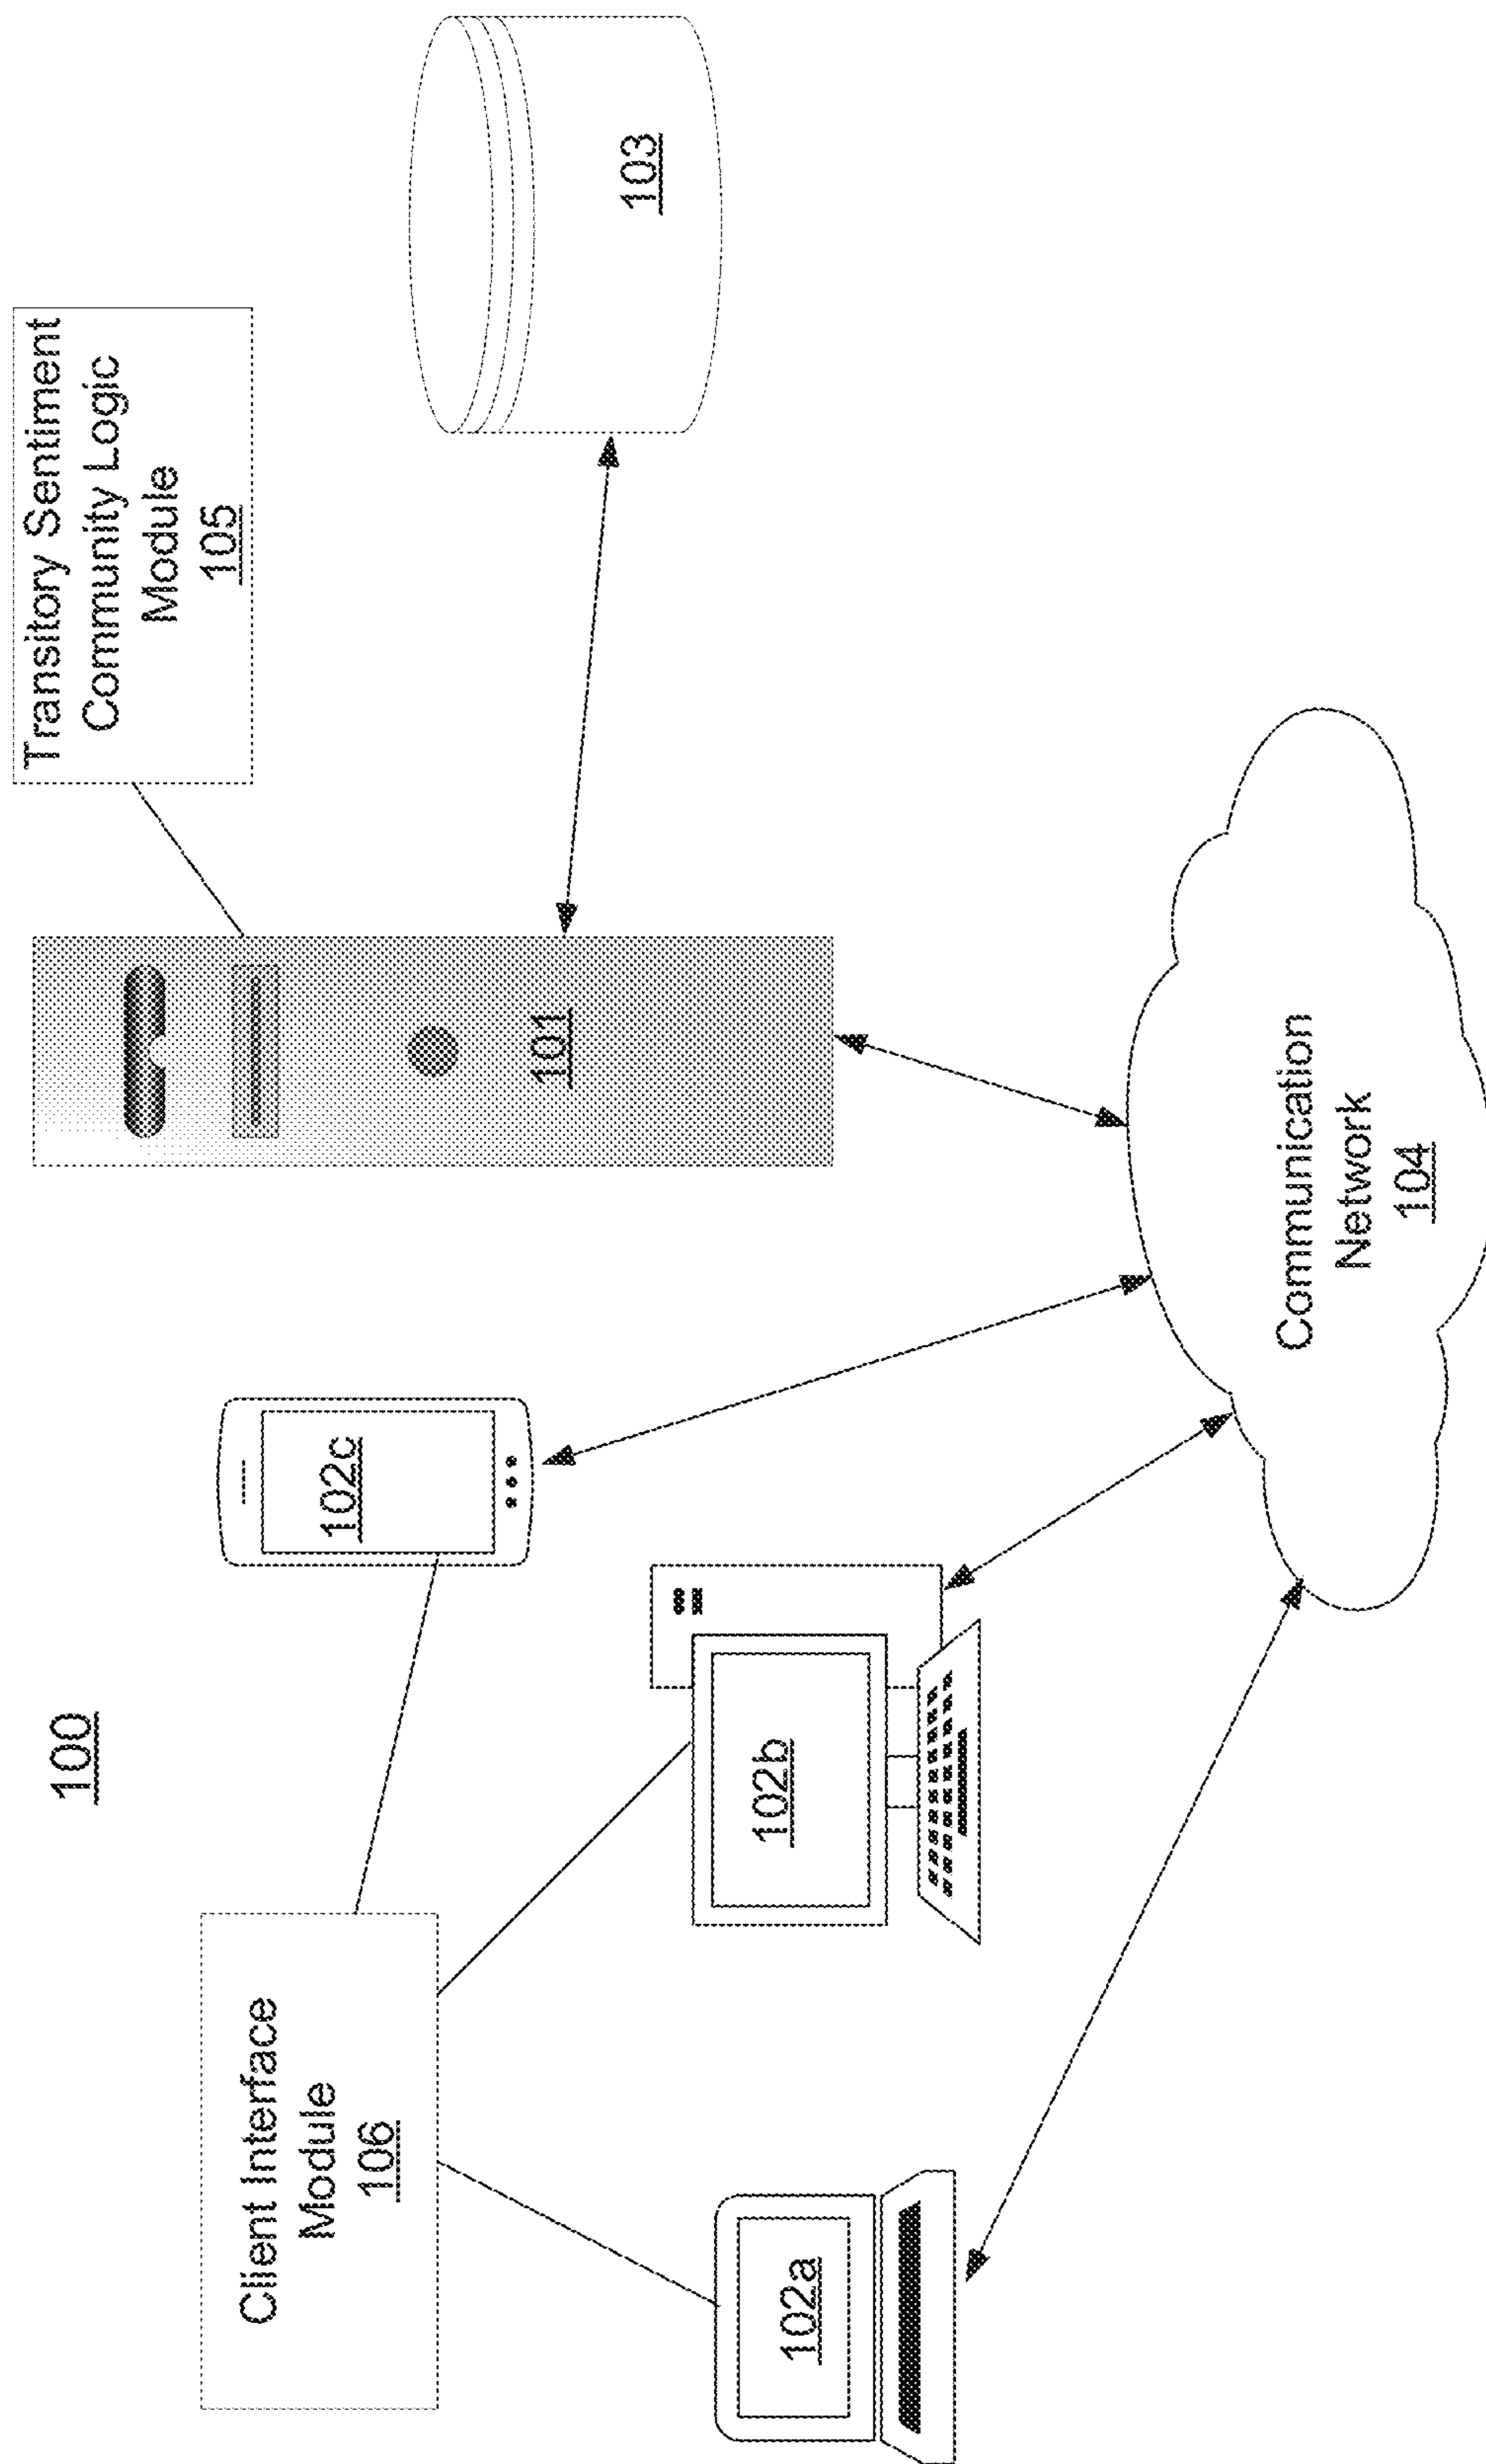 100
Client Interface
Module
106
102a
102b
102c
101
Transitory Sentiment
Community Logic
Module
105
103
Communication
Network
104